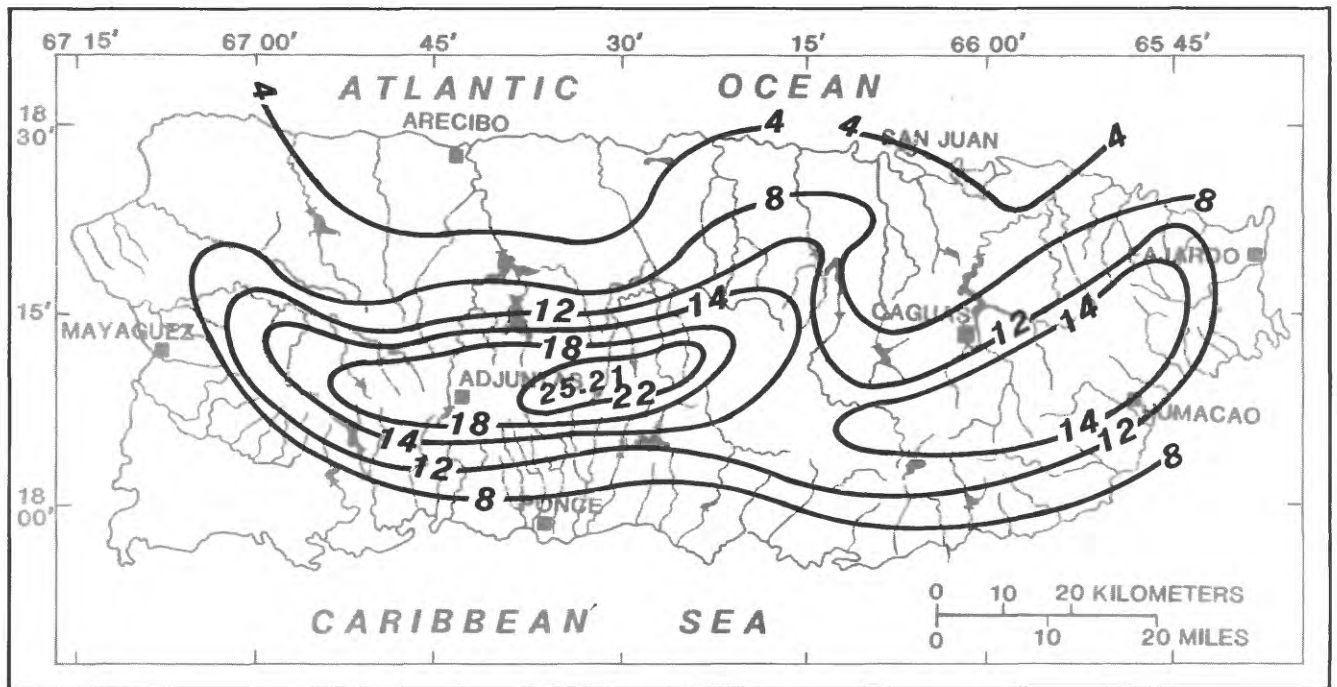 67 15' 67 00' 45' 30' 15' 66 00' 65 45'
ATLANTIC OCEAN
4
18
30'
ARECIBO
4 4 SAN JUAN 4
8 8
FAJARDO
15'
12 14
MAYAGUEZ
CAGUAS
12 14
18
ADJUNTAS
25.21
22
18
14
12
HUMACAO
14 12
8
8
18
00'
PONCE
0 10 20 KILOMETERS
0 10 20 MILES
CARIBBEAN SEA